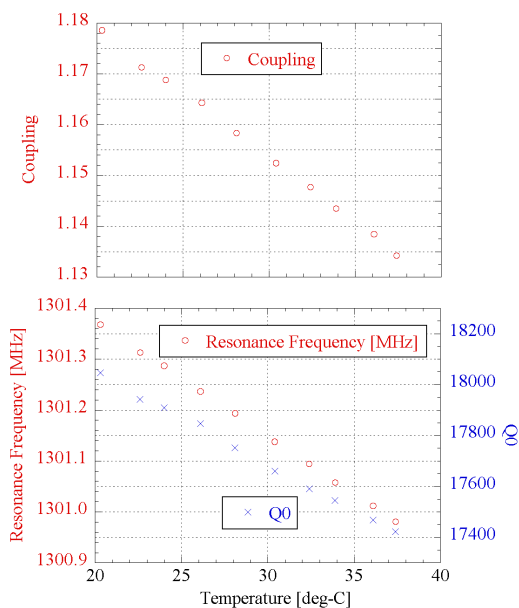 1.18
1.17
1.16
1.15
1.14
1.13
Coupling
Coupling
1301.4
1301.3
1301.2
1301.1
1301.0
1300.9
Resonance Frequency [MHz]
Resonance Frequency [MHz]
Q0
18200
18000
17800
17600
17400
Q0
20 25 30 35 40
Temperature [deg-C]